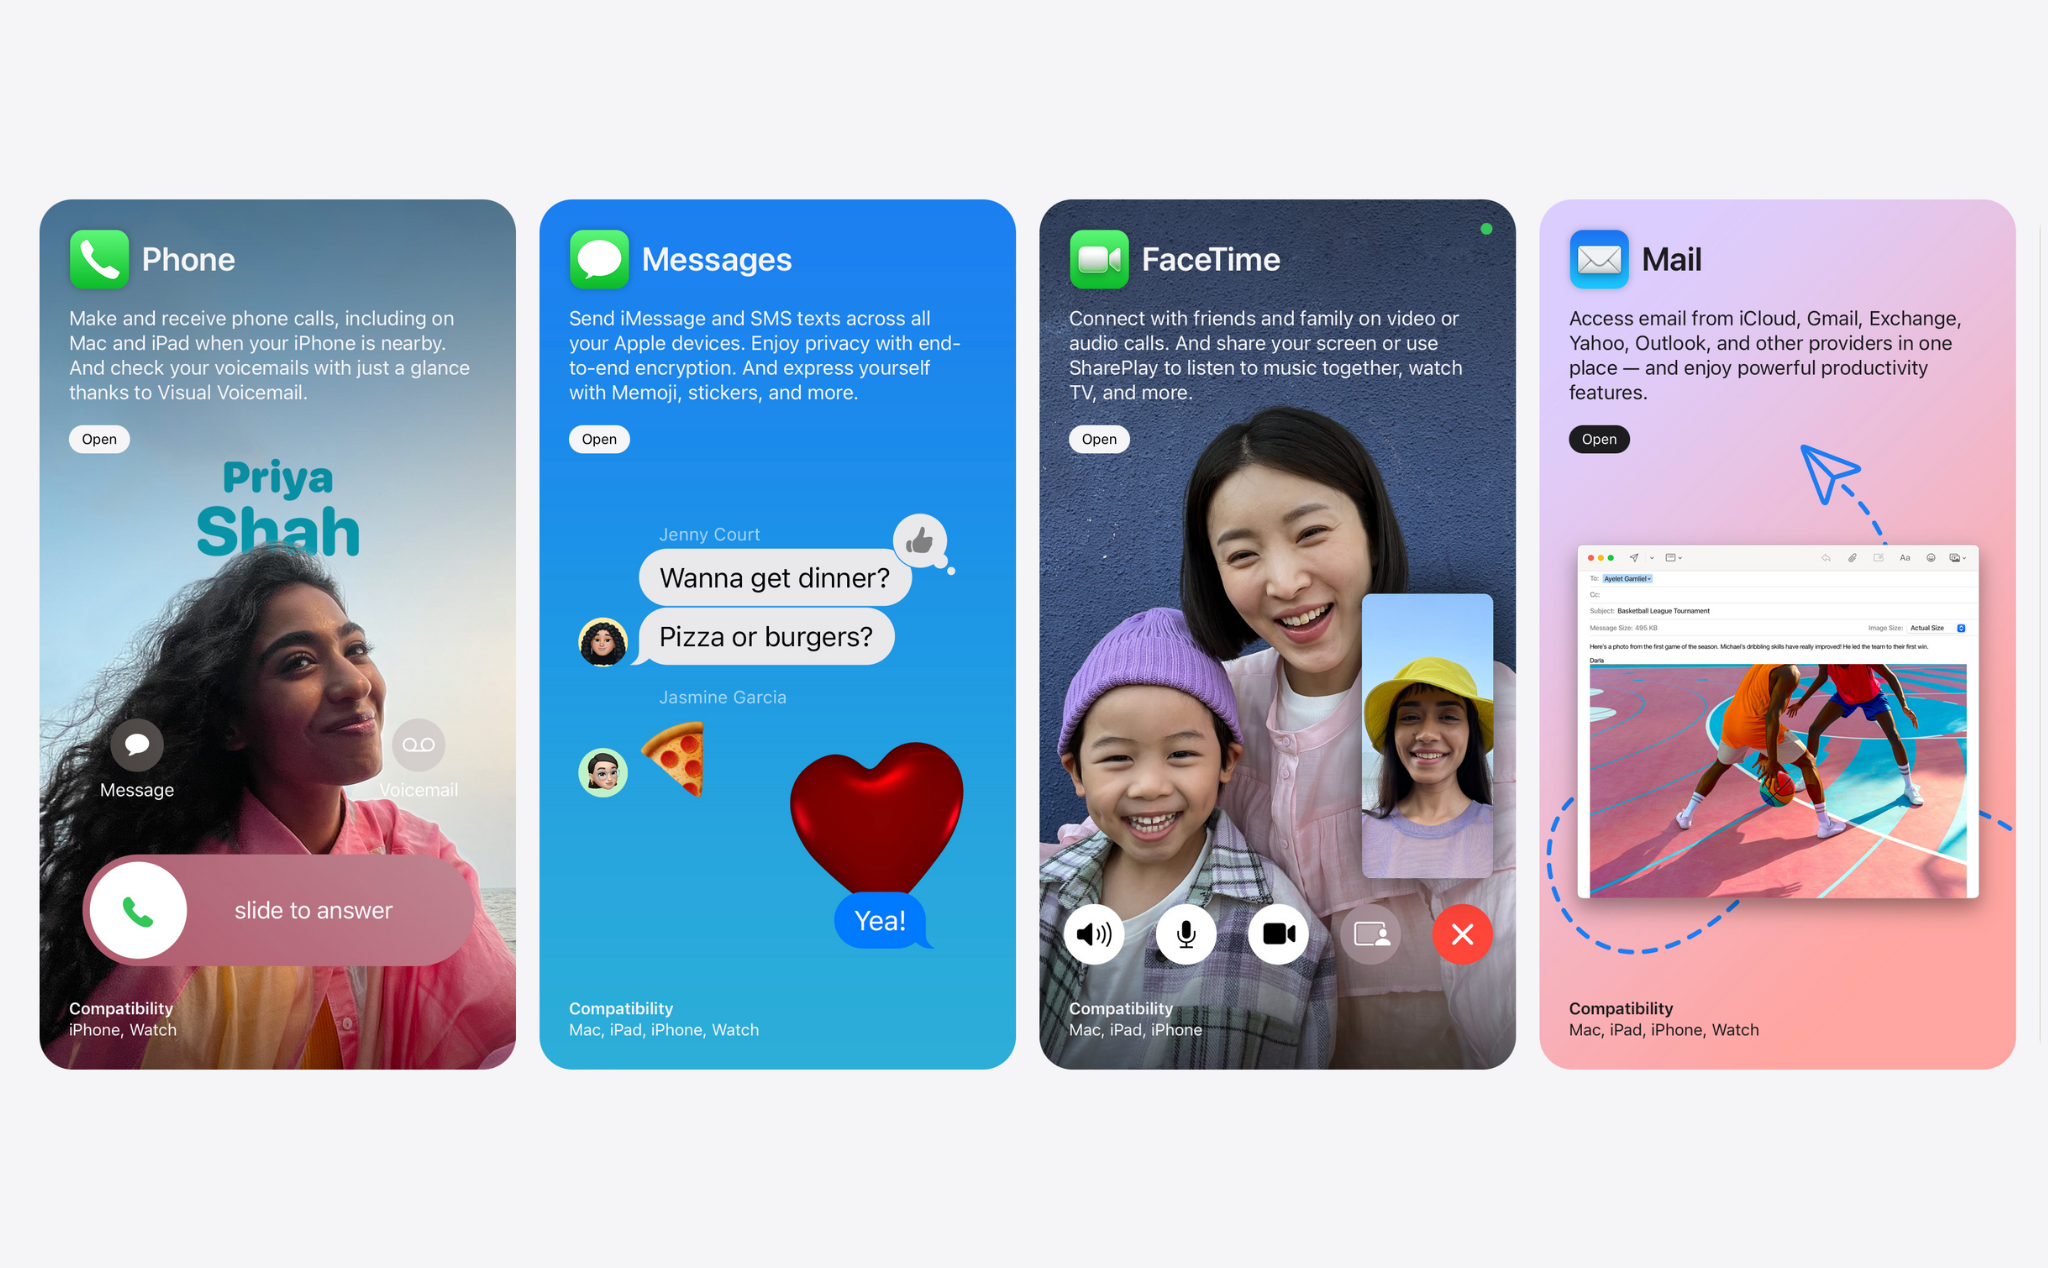 Phone
Make and receive phone calls, including on
Mac and iPad when your iPhone is nearby.
And check your voicemails with just a glance
thanks to Visual Voicemail.
Open
Priya
Shah
Message
Voicemail
slide to answer
Compatibility
iPhone, Watch
Messages
Send iMessage and SMS texts across all
your Apple devices. Enjoy privacy with end-
to-end encryption. And express yourself
with Memoji, stickers, and more.
Open
Jenny Court
Wanna get dinner?
Pizza or burgers?
Jasmine Garcia
Yea!
Compatibility
Mac, iPad, iPhone, Watch
FaceTime
Connect with friends and family on video or
audio calls. And share your screen or use
SharePlay to listen to music together, watch
TV, and more.
Open
Compatibility
Mac, iPad, iPhone
Mail
Access email from iCloud, Gmail, Exchange,
Yahoo, Outlook, and other providers in one
place — and enjoy powerful productivity
features.
Open
Aa
To: Ayelet Gamliel
Cc:
Subject: Basketball League Tournament
Message Size: 495 KB Image Size: Actual Size
Here's a photo from the first game of the season. Michael's dribbling skills have really improved! He led the team to their first win.
Darla
Compatibility
Mac, iPad, iPhone, Watch